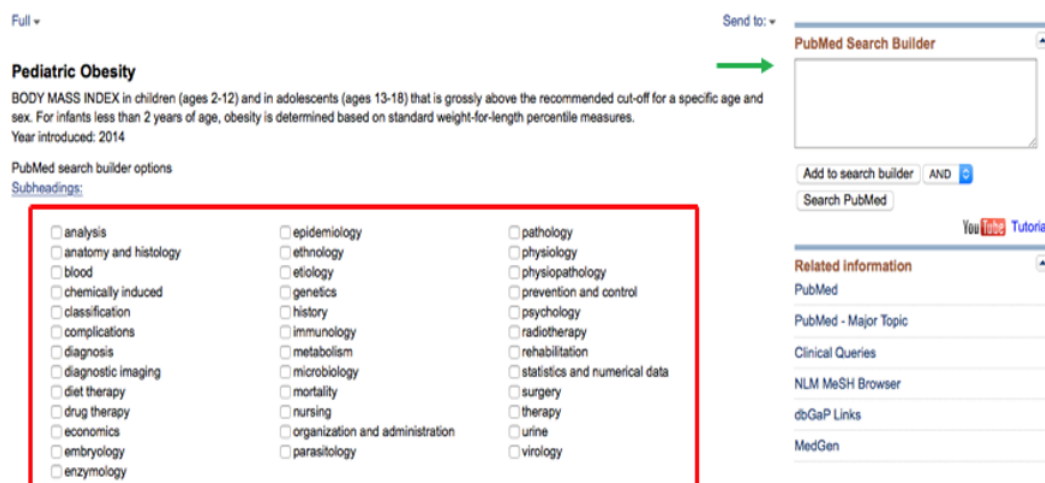 Full
Send to:
Pediatric Obesity
BODY MASS INDEX in children (ages 2-12) and in adolescents (ages 13-18) that is grossly above the recommended cut-off for a specific age and
sex. For infants less than 2 years of age, obesity is determined based on standard weight-for-length percentile measures.
Year introduced: 2014
PubMed search builder options
Subheadings:
analysis
anatomy and histology
blood
chemically induced
classification
complications
diagnosis
diagnostic imaging
diet therapy
drug therapy
economics
embryology
enzymology
epidemiology
ethnology
etiology
genetics
history
immunology
metabolism
microbiology
mortality
nursing
organization and administration
parasitology
pathology
physiology
physiopathology
prevention and control
psychology
radiotherapy
rehabilitation
statistics and numerical data
surgery
therapy
urine
virology
PubMed Search Builder
Add to search builder AND
Search PubMed
YouTube Tutoria
Related information
PubMed
PubMed - Major Topic
Clinical Queries
NLM MeSH Browser
dbGaP Links
MedGen